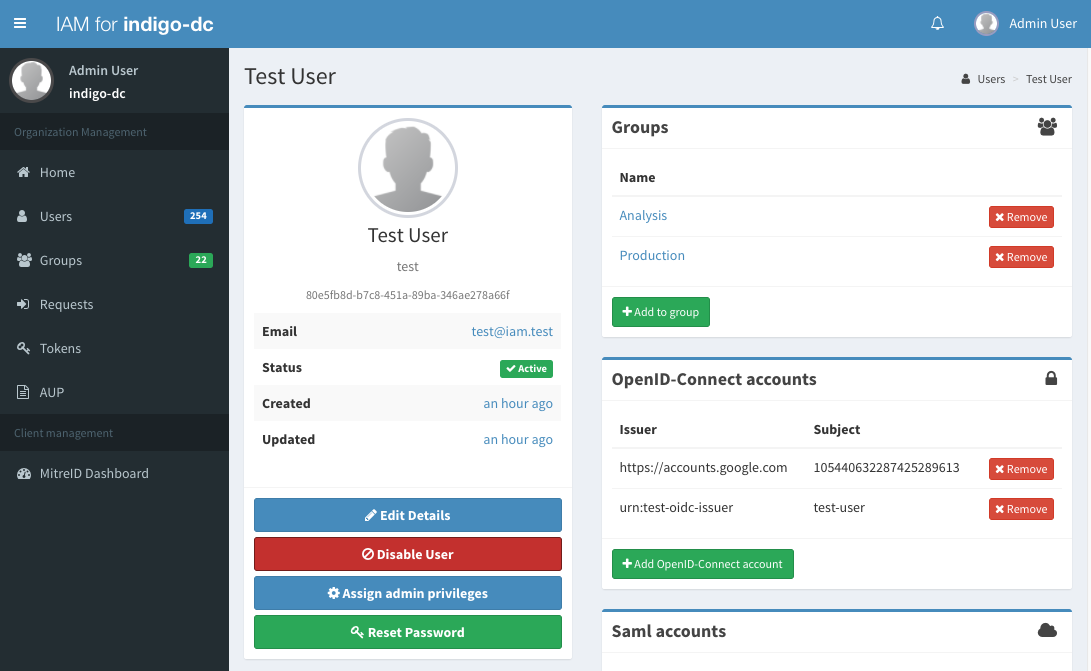 IAM for indigo-dc
Admin User
Admin User
indigo-dc
Organization Management
Home
Users 254
Groups 22
Requests
Tokens
AUP
Client management
MitreID Dashboard
Test User
Users > Test User
Test User
test
80e5fb8d-b7c8-451a-89ba-346ae278a66f
Email test@iam.test
Status Active
Created an hour ago
Updated an hour ago
Edit Details
Disable User
Assign admin privileges
Reset Password
Groups
Name
Analysis Remove
Production Remove
Add to group
OpenID-Connect accounts
Issuer Subject
https://accounts.google.com 105440632287425289613 Remove
urn:test-oidc-issuer test-user Remove
Add OpenID-Connect account
Saml accounts